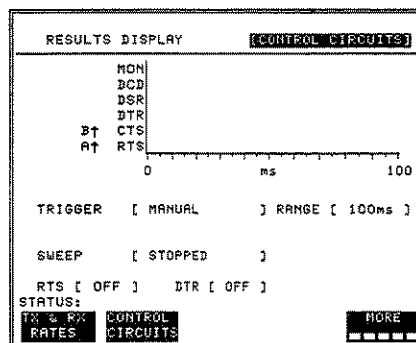 RESULTS DISPLAY [CONTROL CIRCUITS]
MON
DCD
DSR
DTR
B↑ CTS
A↑ RTS
0 ms 100
TRIGGER [ MANUAL ] RANGE [ 100ms ]
SWEEP [ STOPPED ]
RTS [ OFF ] DTR [ OFF ]
STATUS:
TX & RX RATES
CONTROL CIRCUITS
MORE